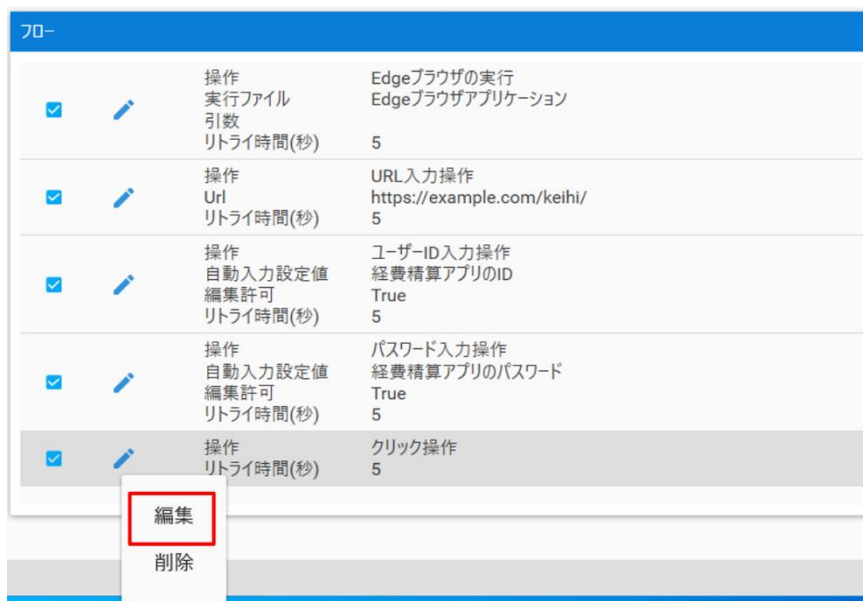 フロー
操作 Edgeブラウザの実行
実行ファイル Edgeブラウザアプリケーション
引数
リトライ時間(秒) 5
操作 URL入力操作
Url https://example.com/keihi/
リトライ時間(秒) 5
操作 ユーザーID入力操作
自動入力設定値 経費精算アプリのID
編集許可 True
リトライ時間(秒) 5
操作 パスワード入力操作
自動入力設定値 経費精算アプリのパスワード
編集許可 True
リトライ時間(秒) 5
操作 クリック操作
リトライ時間(秒) 5
編集
削除